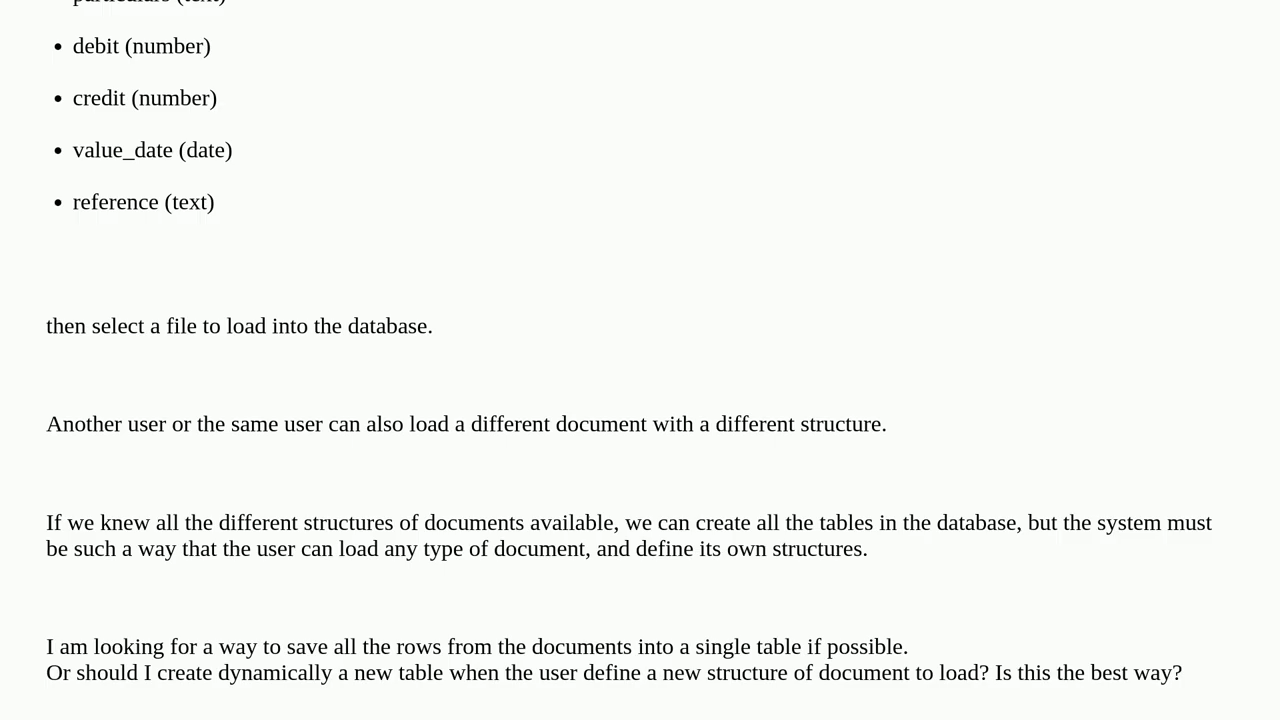 • debit (number)
• credit (number)
• value_date (date)
• reference (text)
then select a file to load into the database.
Another user or the same user can also load a different document with a different structure.
If we knew all the different structures of documents available, we can create all the tables in the database, but the system must
be such a way that the user can load any type of document, and define its own structures.
I am looking for a way to save all the rows from the documents into a single table if possible.
Or should I create dynamically a new table when the user define a new structure of document to load? Is this the best way?